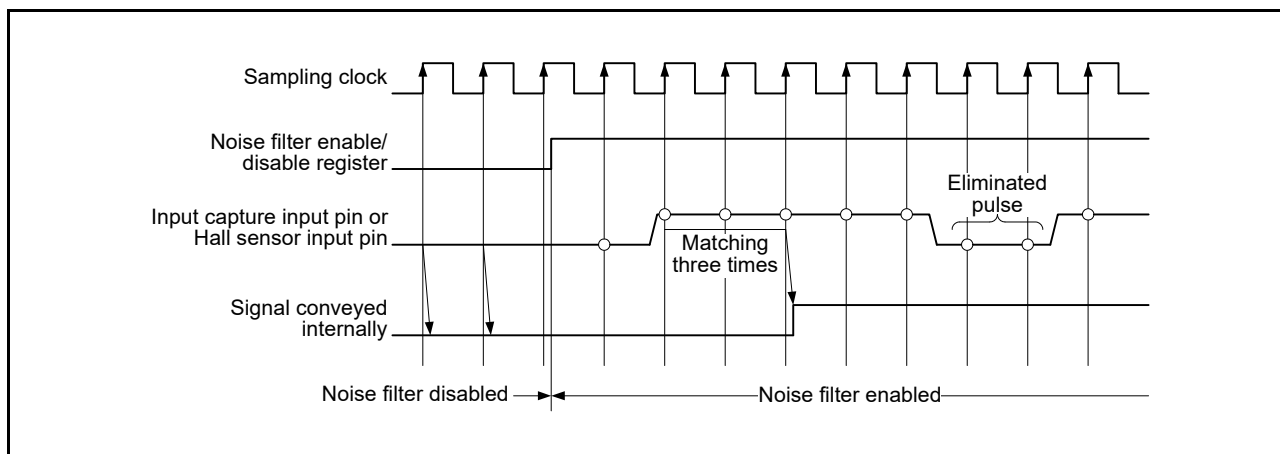 Sampling clock
Noise filter enable/
disable register
Eliminated
pulse
Input capture input pin or
Hall sensor input pin
Matching
three times
Signal conveyed
internally
Noise filter disabled
Noise filter enabled